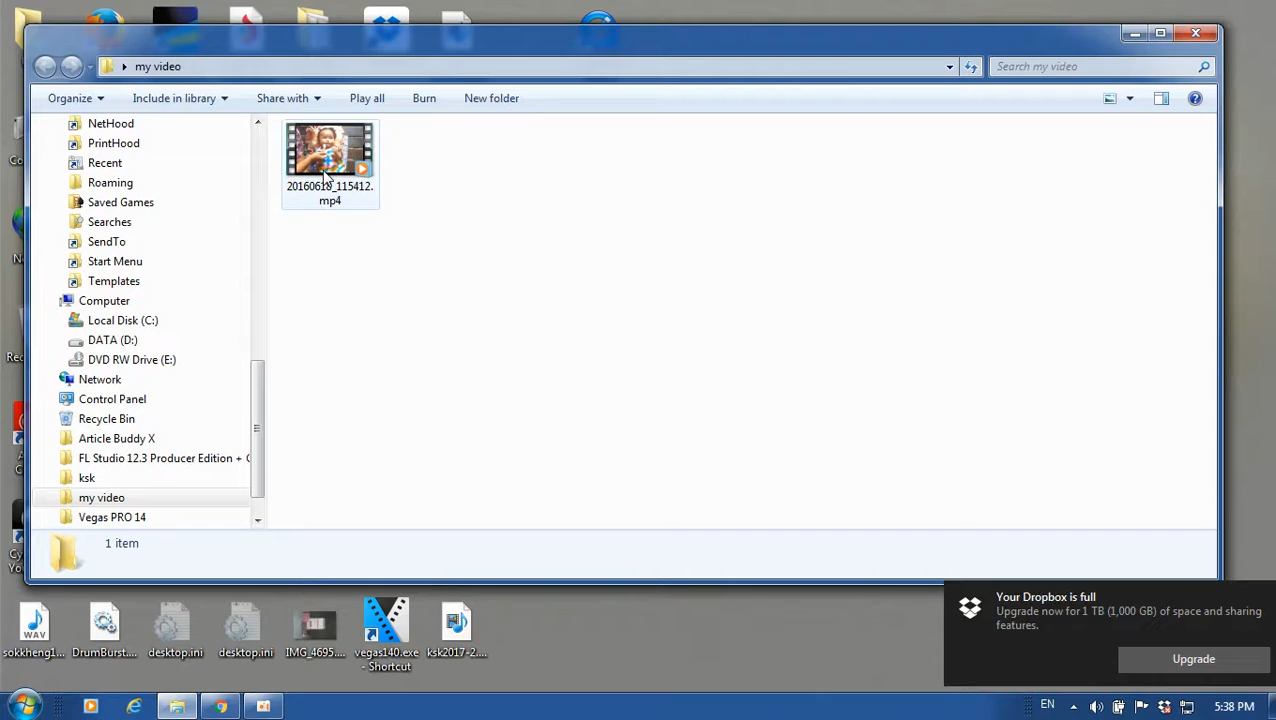 my video
Search my video
Organize
Include in library
Share with
Play all
Burn
New folder
NetHood
PrintHood
Recent
Roaming
Saved Games
Searches
SendTo
Start Menu
Templates
Computer
Local Disk (C:)
DATA (D:)
DVD RW Drive (E:)
Network
Control Panel
Recycle Bin
Article Buddy X
FL Studio 12.3 Producer Edition +
ksk
my video
Vegas PRO 14
20160618_115412.
mp4
1 item
Your Dropbox is full
Upgrade now for 1 TB (1,000 GB) of space and sharing
features.
Upgrade
WAV
sokkheng1...
DrumBurst....
desktop.ini
desktop.ini
IMG_4695....
vegas140.exe
- Shortcut
ksk2017-2....
EN
5:38 PM